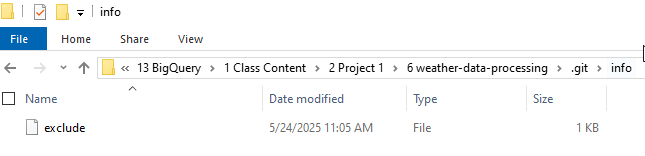 info
File Home Share View
« 13 BigQuery > 1 Class Content > 2 Project 1 > 6 weather-data-processing > .git > info
Name Date modified Type Size
exclude 5/24/2025 11:05 AM File 1 KB